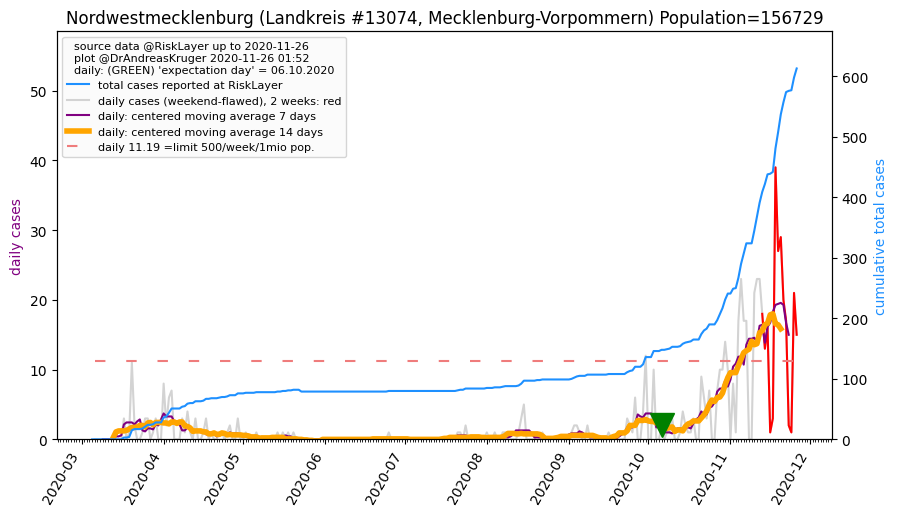 Nordwestmecklenburg (Landkreis #13074, Mecklenburg-Vorpommern) Population=156729
source data @RiskLayer up to 2020-11-26
plot @DrAndreasKruger 2020-11-26 01:52
daily: (GREEN) 'expectation day' = 06.10.2020
total cases reported at RiskLayer
daily cases (weekend-flawed), 2 weeks: red
daily: centered moving average 7 days
daily: centered moving average 14 days
daily 11.19 =limit 500/week/1mio pop.
daily cases
50
40
30
20
10
0
cumulative total cases
600
500
400
300
200
100
0
2020-03
2020-04
2020-05
2020-06
2020-07
2020-08
2020-09
2020-10
2020-11
2020-12